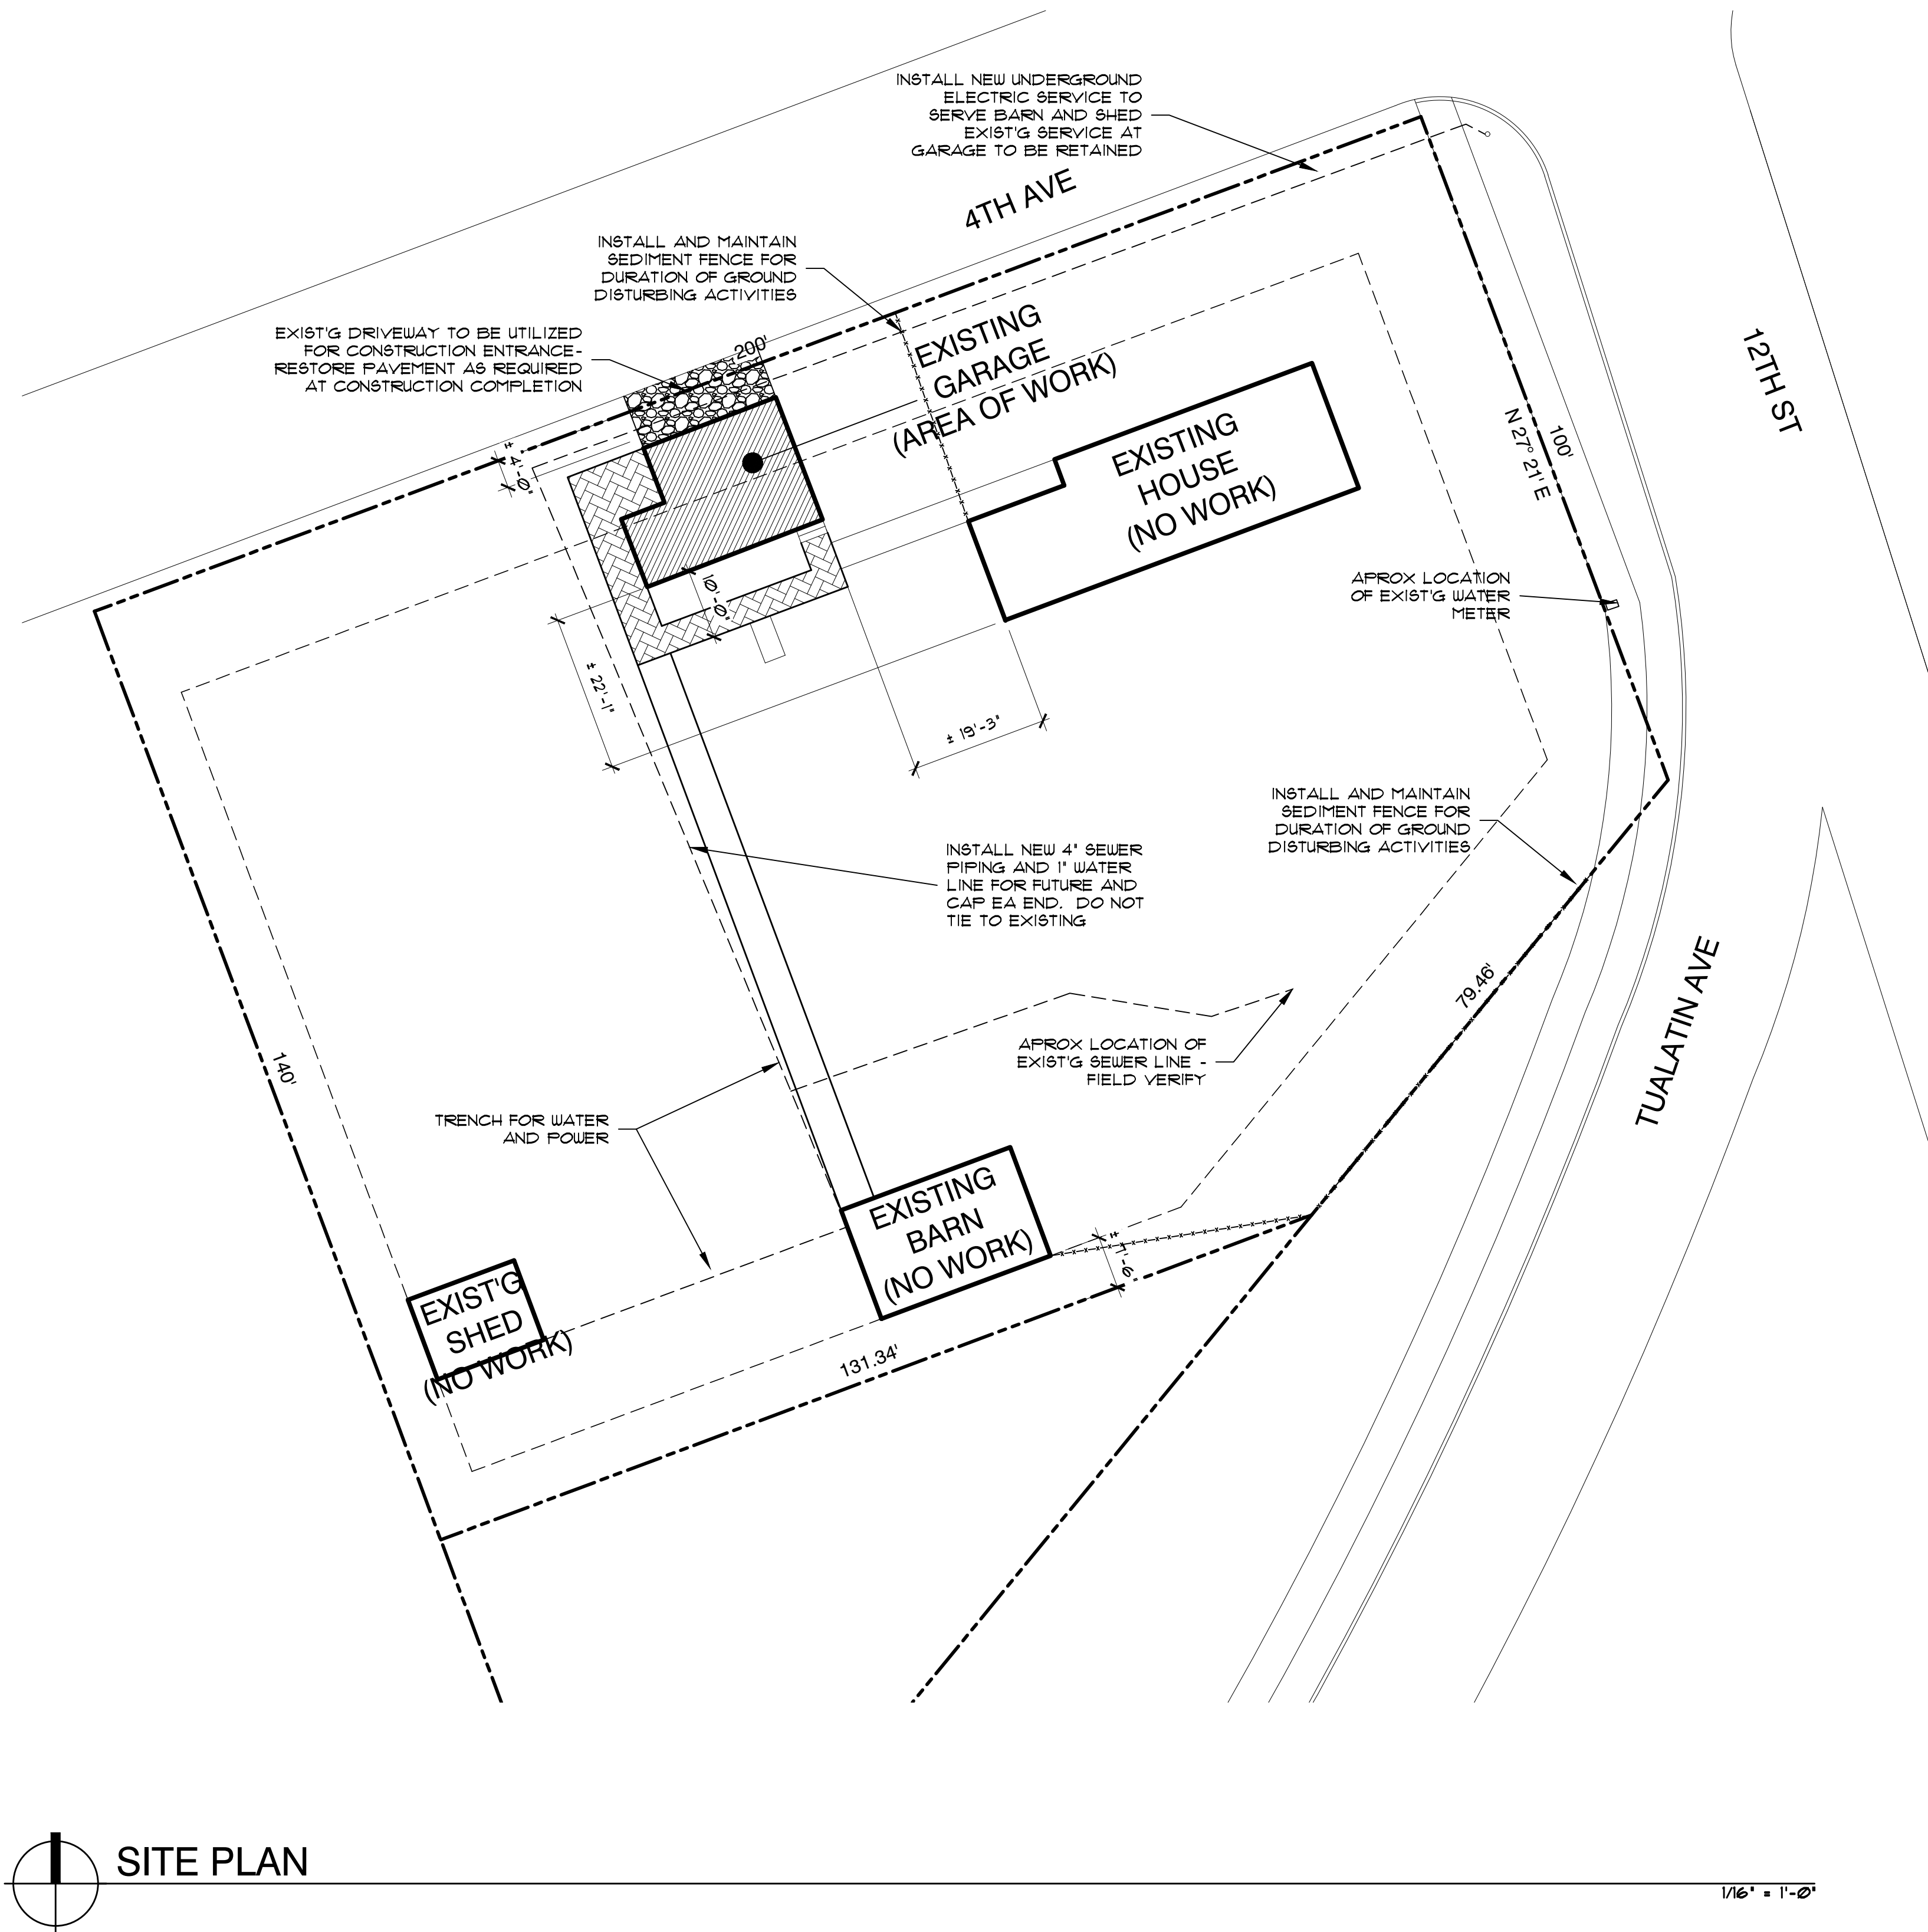 INSTALL NEW UNDERGROUND
ELECTRIC SERVICE TO
SERVE BARN AND SHED
EXIST'G SERVICE AT
GARAGE TO BE RETAINED
4TH AVE
INSTALL AND MAINTAIN
SEDIMENT FENCE FOR
DURATION OF GROUND
DISTURBING ACTIVITIES
EXIST'G DRIVEWAY TO BE UTILIZED
FOR CONSTRUCTION ENTRANCE-
RESTORE PAVEMENT AS REQUIRED
AT CONSTRUCTION COMPLETION
200'
EXISTING
GARAGE
(AREA OF WORK)
12TH ST
± 4'-0"
EXISTING
HOUSE
(NO WORK)
100'
N 27° 21' E
10'-0"
APROX LOCATION
OF EXIST'G WATER
METER
± 22'-1"
± 19'-3"
INSTALL AND MAINTAIN
SEDIMENT FENCE FOR
DURATION OF GROUND
DISTURBING ACTIVITIES
INSTALL NEW 4" SEWER
PIPING AND 1" WATER
LINE FOR FUTURE AND
CAP EA END. DO NOT
TIE TO EXISTING
79.46'
TUALATIN AVE
APROX LOCATION OF
EXIST'G SEWER LINE -
FIELD VERIFY
140'
TRENCH FOR WATER
AND POWER
EXISTING
BARN
(NO WORK)
EXIST'G
SHED
(NO WORK)
131.34'
SITE PLAN
1/16" = 1'-0"